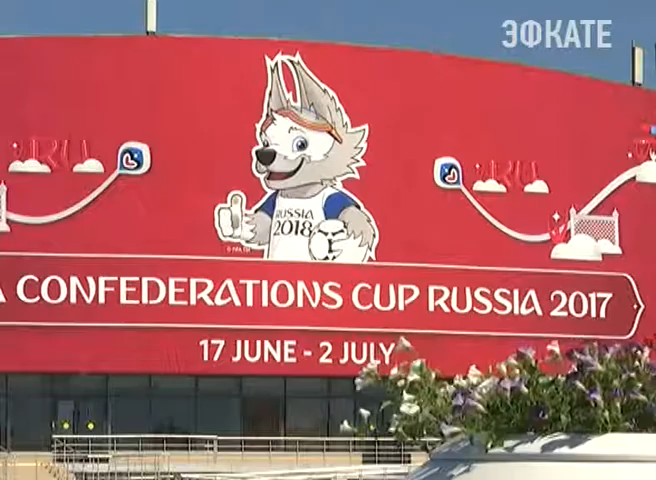 ЭФКАТЕ
RUSSIA
2018
CONFEDERATIONS CUP RUSSIA 2017
17 JUNE - 2 JULY